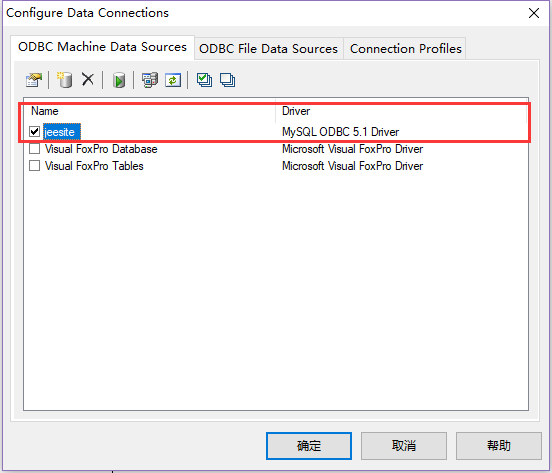 Configure Data Connections
ODBC Machine Data Sources ODBC File Data Sources Connection Profiles
Name Driver
jeesite MySQL ODBC 5.1 Driver
Visual FoxPro Database Microsoft Visual FoxPro Driver
Visual FoxPro Tables Microsoft Visual FoxPro Driver
确定 取消 帮助